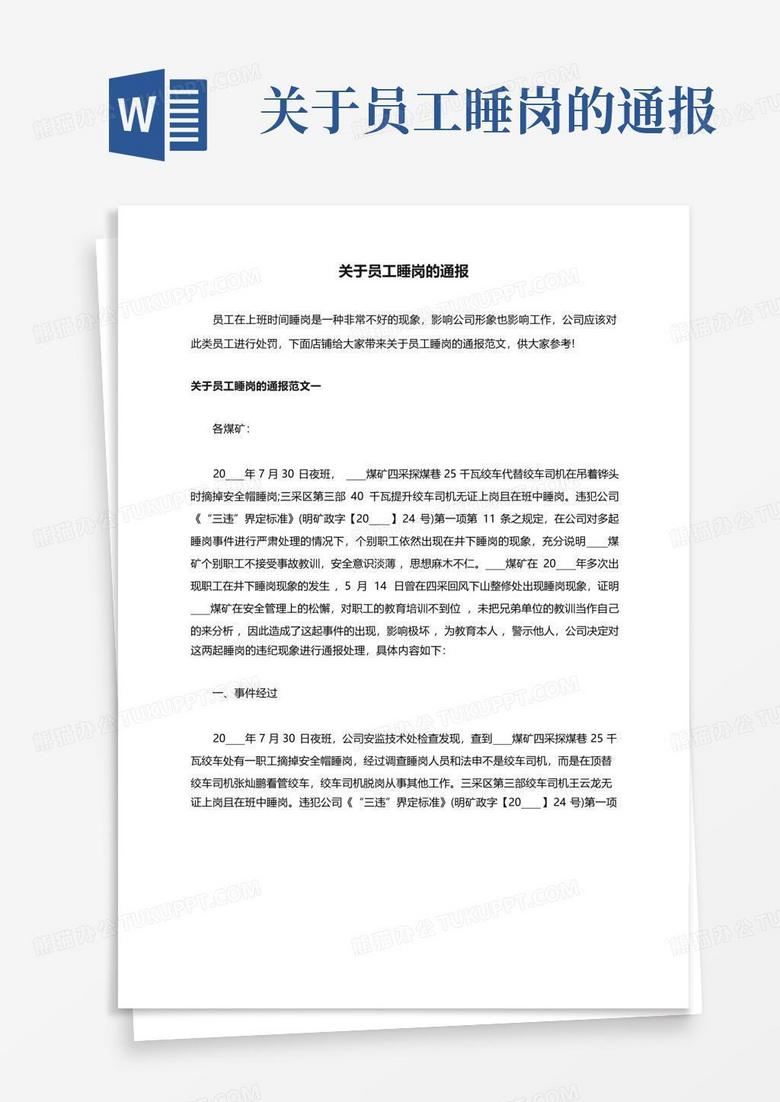 W
关于员工睡岗的通报
关于员工睡岗的通报
员工在上班时间睡岗是一种非常不好的现象，影响公司形象也影响工作，公司应该对
此类员工进行处罚，下面店铺给大家带来关于员工睡岗的通报范文，供大家参考!
关于员工睡岗的通报范文一
各煤矿：
20___年 7 月 30 日夜班， ___煤矿四采探煤巷 25 千瓦绞车代替绞车司机在吊着铧头
时摘掉安全帽睡岗;三采区第三部 40 千瓦提升绞车司机无证上岗且在班中睡岗。违犯公司
《 “三违” 界定标准》(明矿政字【20___】24 号)第一项第 11 条之规定，在公司对多起
睡岗事件进行严肃处理的情况下，个别职工依然出现在井下睡岗的现象，充分说明___煤
矿个别职工不接受事故教训，安全意识淡薄 ，思想麻木不仁。___煤矿在 20___年多次出
现职工在井下睡岗现象的发生 ，5 月 14 日曾在四采回风下山整修处出现睡岗现象，证明
___煤矿在安全管理上的松懈，对职工的教育培训不到位 ，未把兄弟单位的教训当作自己
的来分析 ，因此造成了这起事件的出现，影响极坏 ，为教育本人 ，警示他人，公司决定对
这两起睡岗的违纪现象进行通报处理，具体内容如下：
一、事件经过
20___年 7 月 30 日夜班，公司安监技术处检查发现，查到___煤矿四采探煤巷 25 千
瓦绞车处有一职工摘掉安全帽睡岗，经过调查睡岗人员和法申不是绞车司机，而是在顶替
绞车司机张灿鹏看管绞车，绞车司机脱岗从事其他工作。三采区第三部绞车司机王云龙无
证上岗且在班中睡岗。违犯公司《 “三违” 界定标准》(明矿政字【20___】24 号)第一项
熊猫办公 TUKUPPT.COM